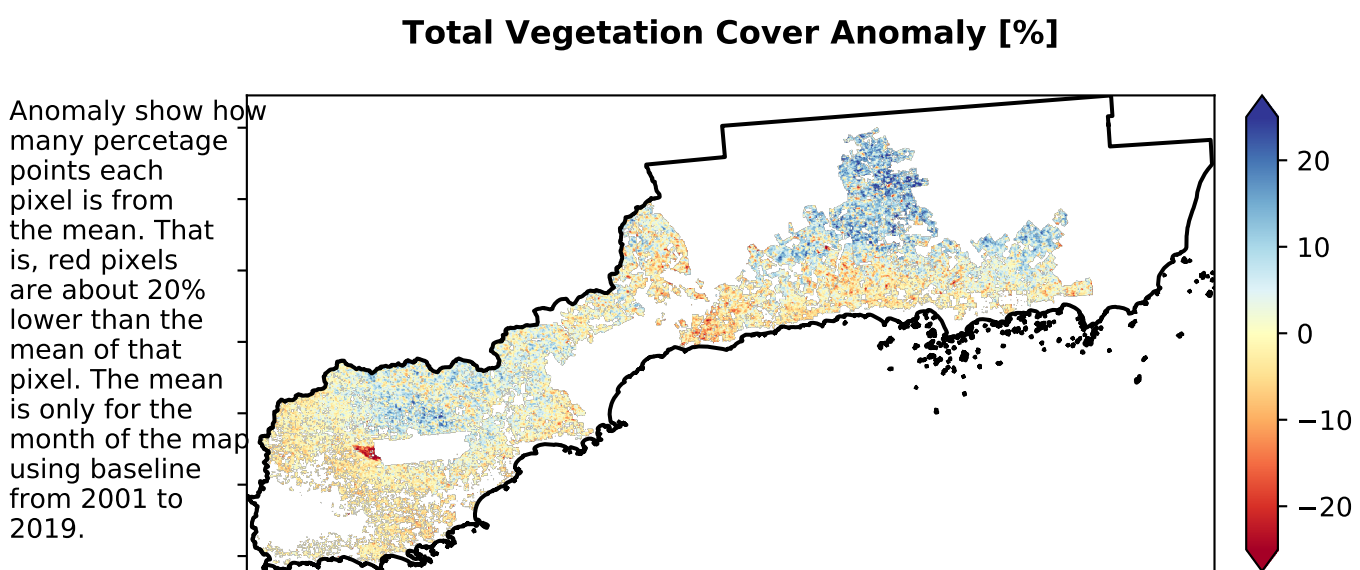 Total Vegetation Cover Anomaly [%]
Anomaly show how
many percetage
points each
pixel is from
the mean. That
is, red pixels
are about 20%
lower than the
mean of that
pixel. The mean
is only for the
month of the map
using baseline
from 2001 to
2019.
20
10
0
−10
−20